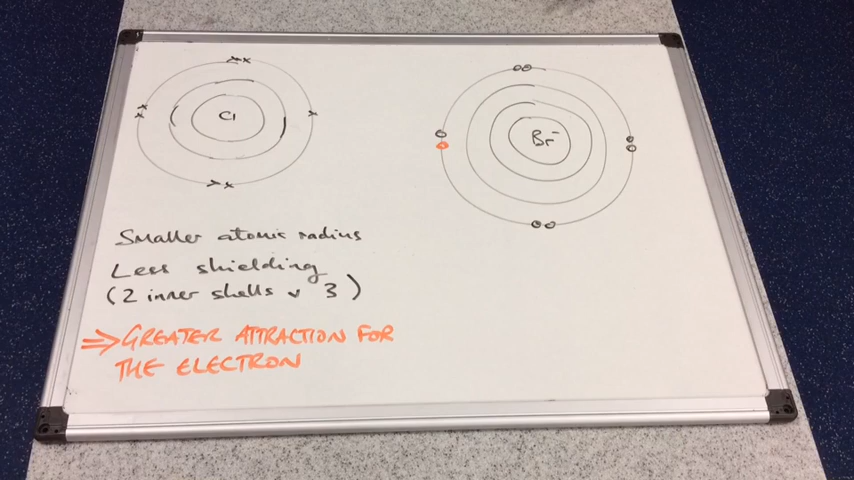 Cl
Br⁻
Smaller atomic radius
Less shielding
(2 inner shells v 3)
⇒ GREATER ATTRACTION FOR
THE ELECTRON